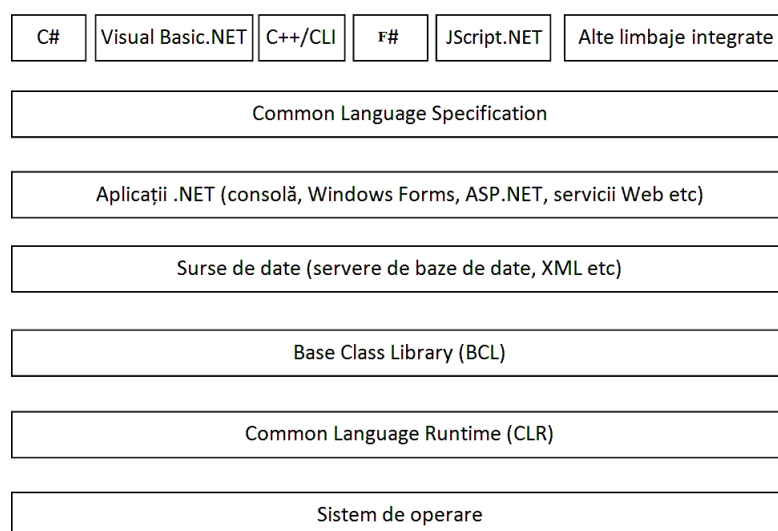 C# Visual Basic.NET C++/CLI F# JScript.NET Alte limbaje integrate
Common Language Specification
Aplicații .NET (consolă, Windows Forms, ASP.NET, servicii Web etc)
Surse de date (servere de baze de date, XML etc)
Base Class Library (BCL)
Common Language Runtime (CLR)
Sistem de operare